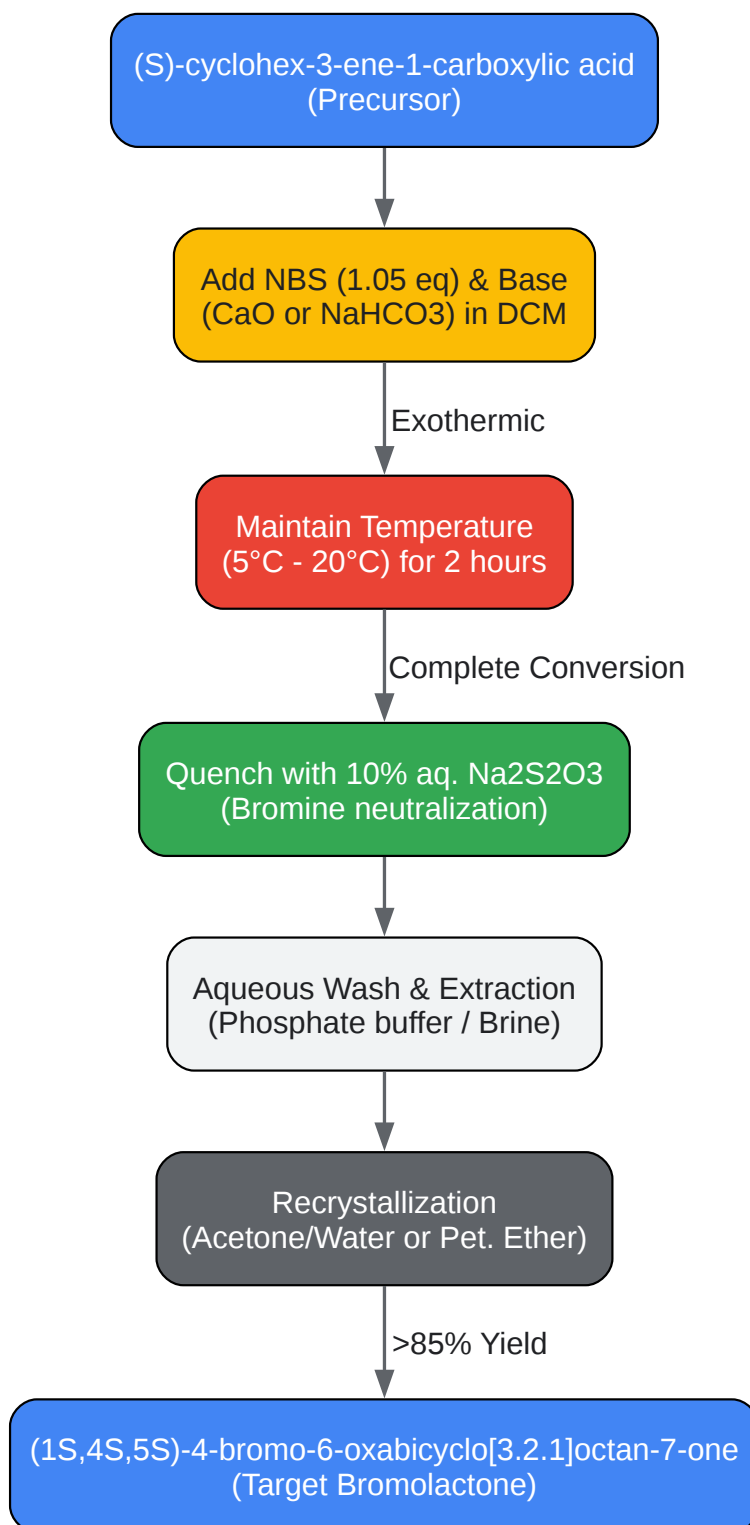 (S)-cyclohex-3-ene-1-carboxylic acid
(Precursor)
Add NBS (1.05 eq) & Base
(CaO or NaHCO3) in DCM
Exothermic
Maintain Temperature
(5°C - 20°C) for 2 hours
Complete Conversion
Quench with 10% aq. Na2S2O3
(Bromine neutralization)
Aqueous Wash & Extraction
(Phosphate buffer / Brine)
Recrystallization
(Acetone/Water or Pet. Ether)
>85% Yield
(1S,4S,5S)-4-bromo-6-oxabicyclo[3.2.1]octan-7-one
(Target Bromolactone)